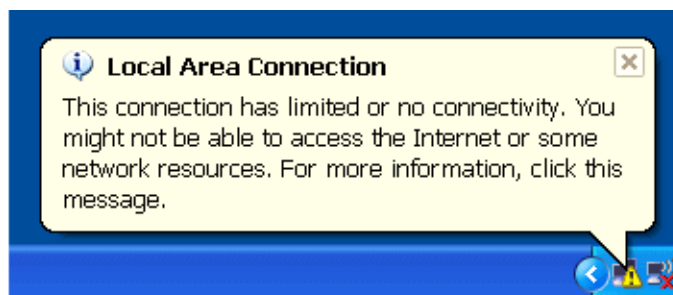 Local Area Connection
This connection has limited or no connectivity. You
might not be able to access the Internet or some
network resources. For more information, click this
message.